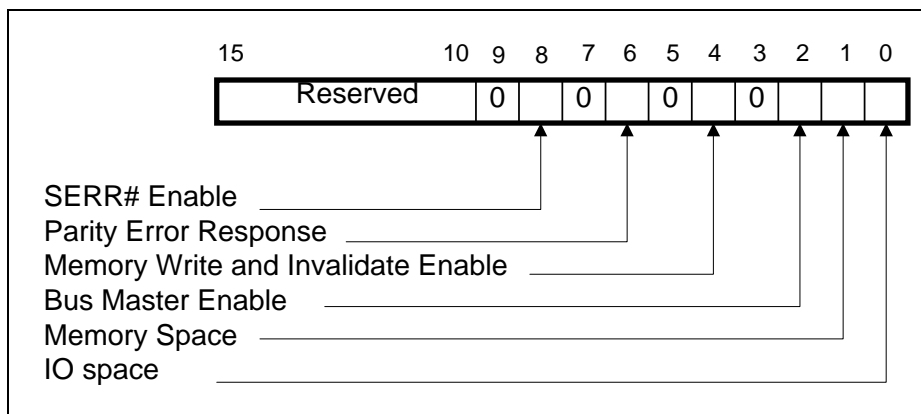 15 10 9 8 7 6 5 4 3 2 1 0
Reserved 0 0 0 0
SERR# Enable
Parity Error Response
Memory Write and Invalidate Enable
Bus Master Enable
Memory Space
IO space